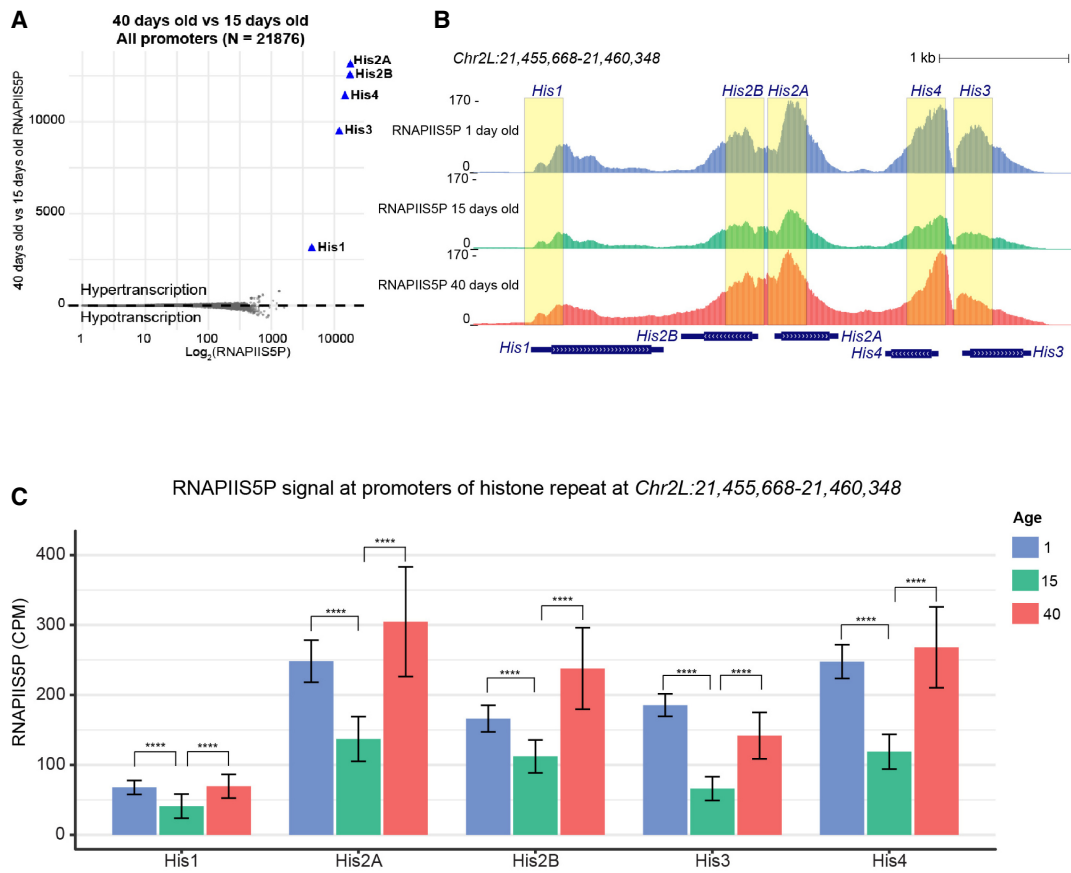 A
40 days old vs 15 days old
All promoters (N = 21876)
40 days old vs 15 days old RNAPIIS5P
10000
5000
0
His2A
His2B
His4
His3
His1
Hypertranscription
Hypotranscription
1 10 100 1000 10000
Log2(RNAPIIS5P)
B
Chr2L:21,455,668-21,460,348
1 kb
His1 His2B His2A His4 His3
170 -
RNAPIIS5P 1 day old
0
170 -
RNAPIIS5P 15 days old
0
170 -
RNAPIIS5P 40 days old
0
His1 His2B His2A His4 His3
C
RNAPIIS5P signal at promoters of histone repeat at Chr2L:21,455,668-21,460,348
RNAPIIS5P (CPM)
400
300
200
100
0
**** ****
**** ****
**** ****
**** ****
**** ****
His1 His2A His2B His3 His4
Age
1
15
40